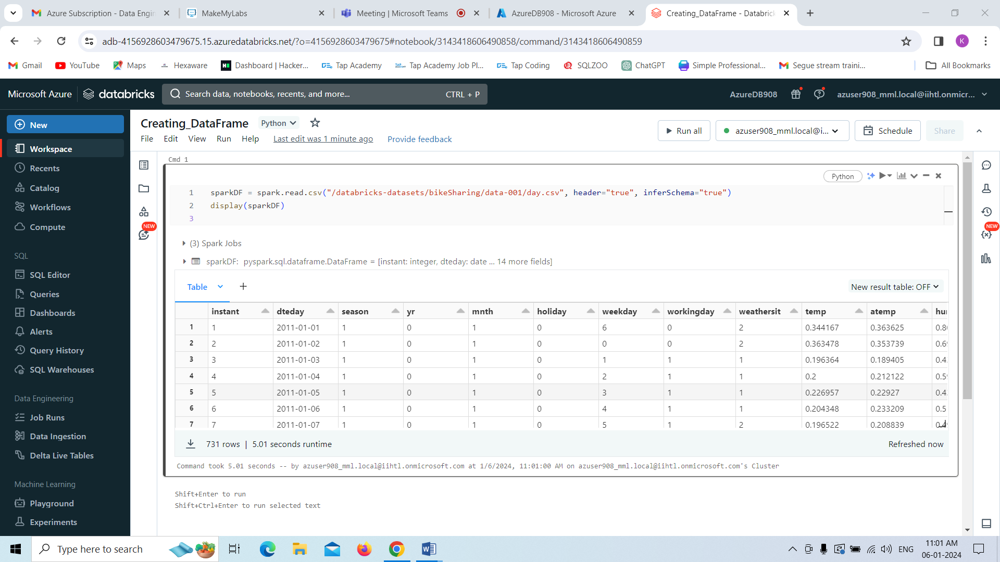 Azure Subscription - Data Engin
MakeMyLabs
Meeting | Microsoft Teams
AzureDB908 - Microsoft Azure
Creating_DataFrame - Databrick
adb-4156928603479675.15.azuredatabricks.net/?o=4156928603479675#notebook/3143418606490858/command/3143418606490859
K
Gmail
YouTube
Maps
Hexaware
Dashboard | Hacker...
Tap Academy
Tap Academy Job Pl...
Tap Coding
SQLZOO
ChatGPT
Simple Professional...
Segue stream traini...
All Bookmarks
Microsoft Azure
databricks
Search data, notebooks, recents, and more...
CTRL + P
AzureDB908
azuser908_mml.local@iihtl.onmicr...
New
Workspace
Recents
Catalog
Workflows
Compute
SQL
SQL Editor
Queries
Dashboards
Alerts
Query History
SQL Warehouses
Data Engineering
Job Runs
Data Ingestion
Delta Live Tables
Machine Learning
Playground
Experiments
Creating_DataFrame
Python
File Edit View Run Help
Last edit was 1 minute ago
Provide feedback
Run all
azuser908_mml.local@i...
Schedule
Share
NEW
NEW
Cmd 1
Python
1 sparkDF = spark.read.csv("/databricks-datasets/bikeSharing/data-001/day.csv", header="true", inferSchema="true")
2 display(sparkDF)
3
(3) Spark Jobs
sparkDF: pyspark.sql.dataframe.DataFrame = [instant: integer, dteday: date ... 14 more fields]
Table
New result table: OFF
instant dteday season yr mnth holiday weekday workingday weathersit temp atemp hu
1 1 2011-01-01 1 0 1 0 6 0 2 0.344167 0.363625 0.8
2 2 2011-01-02 1 0 1 0 0 0 2 0.363478 0.353739 0.6
3 3 2011-01-03 1 0 1 0 1 1 1 0.196364 0.189405 0.4
4 4 2011-01-04 1 0 1 0 2 1 1 0.2 0.212122 0.5
5 5 2011-01-05 1 0 1 0 3 1 1 0.226957 0.22927 0.4
6 6 2011-01-06 1 0 1 0 4 1 1 0.204348 0.233209 0.5
7 7 2011-01-07 1 0 1 0 5 1 2 0.196522 0.208839 0.4
731 rows | 5.01 seconds runtime
Refreshed now
Command took 5.01 seconds -- by azuser908_mml.local@iihtl.onmicrosoft.com at 1/6/2024, 11:01:00 AM on azuser908_mml.local@iihtl.onmicrosoft.com's Cluster
Shift+Enter to run
Shift+Ctrl+Enter to run selected text
Type here to search
ENG
11:01 AM
06-01-2024